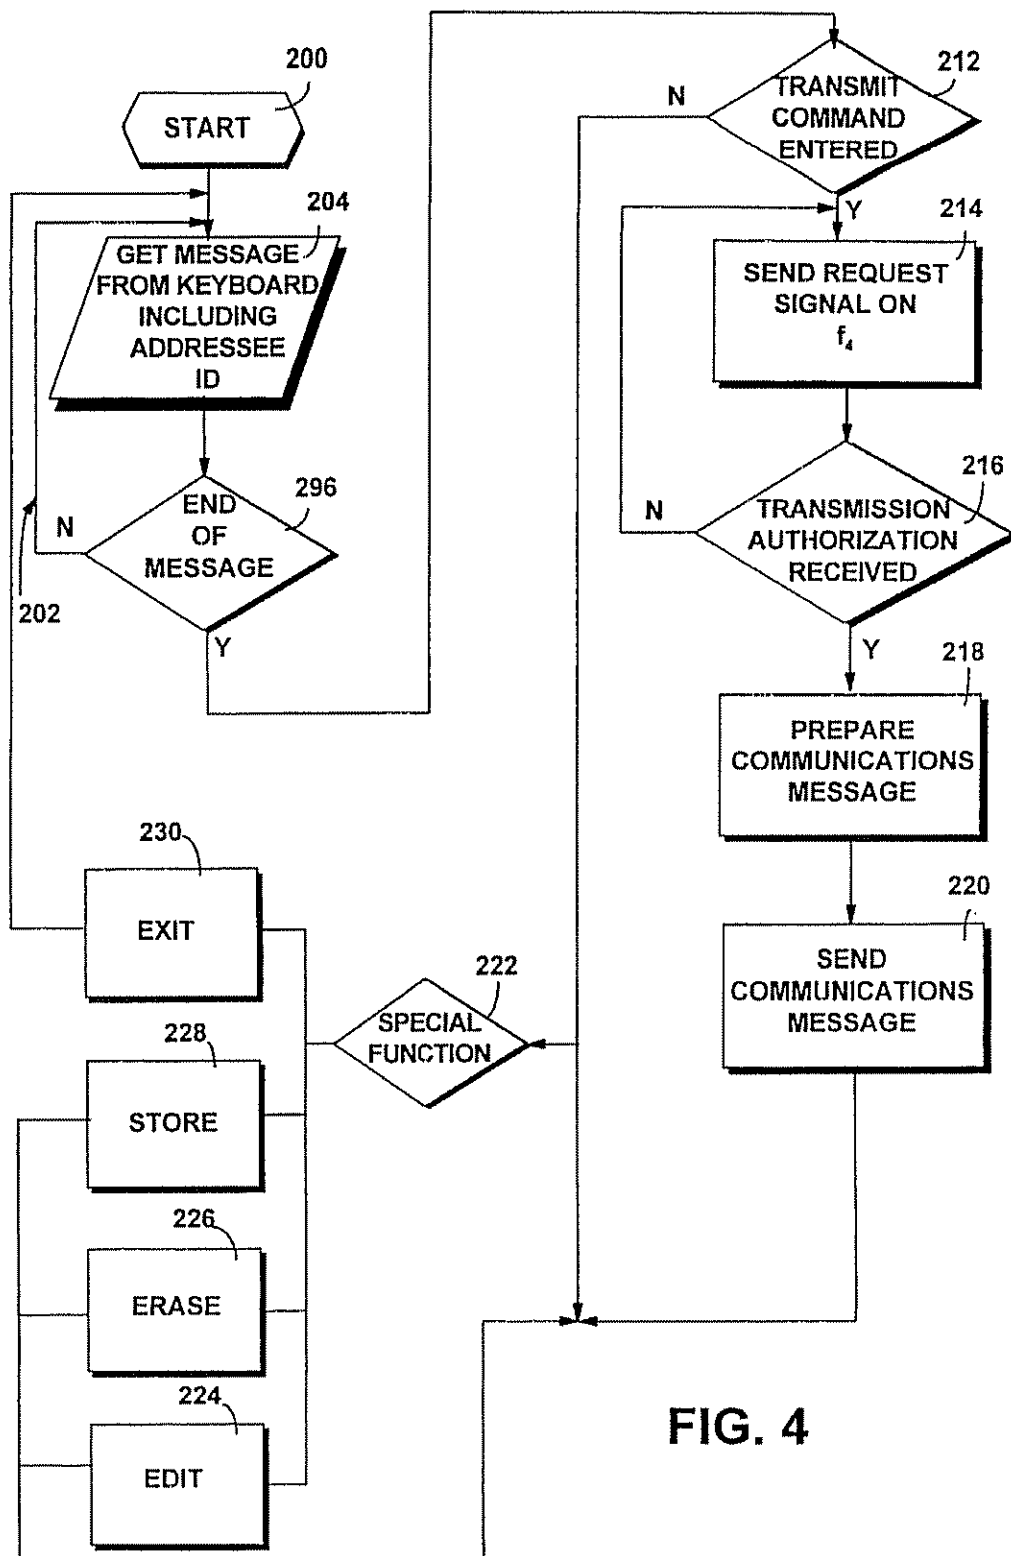 200
START
204
GET MESSAGE
FROM KEYBOARD
INCLUDING
ADDRESSEE
ID
296
END
OF
MESSAGE
N
202
Y
212
TRANSMIT
COMMAND
ENTERED
N
Y
214
SEND REQUEST
SIGNAL ON
f₄
216
TRANSMISSION
AUTHORIZATION
RECEIVED
N
Y
218
PREPARE
COMMUNICATIONS
MESSAGE
220
SEND
COMMUNICATIONS
MESSAGE
222
SPECIAL
FUNCTION
230
EXIT
228
STORE
226
ERASE
224
EDIT
FIG. 4